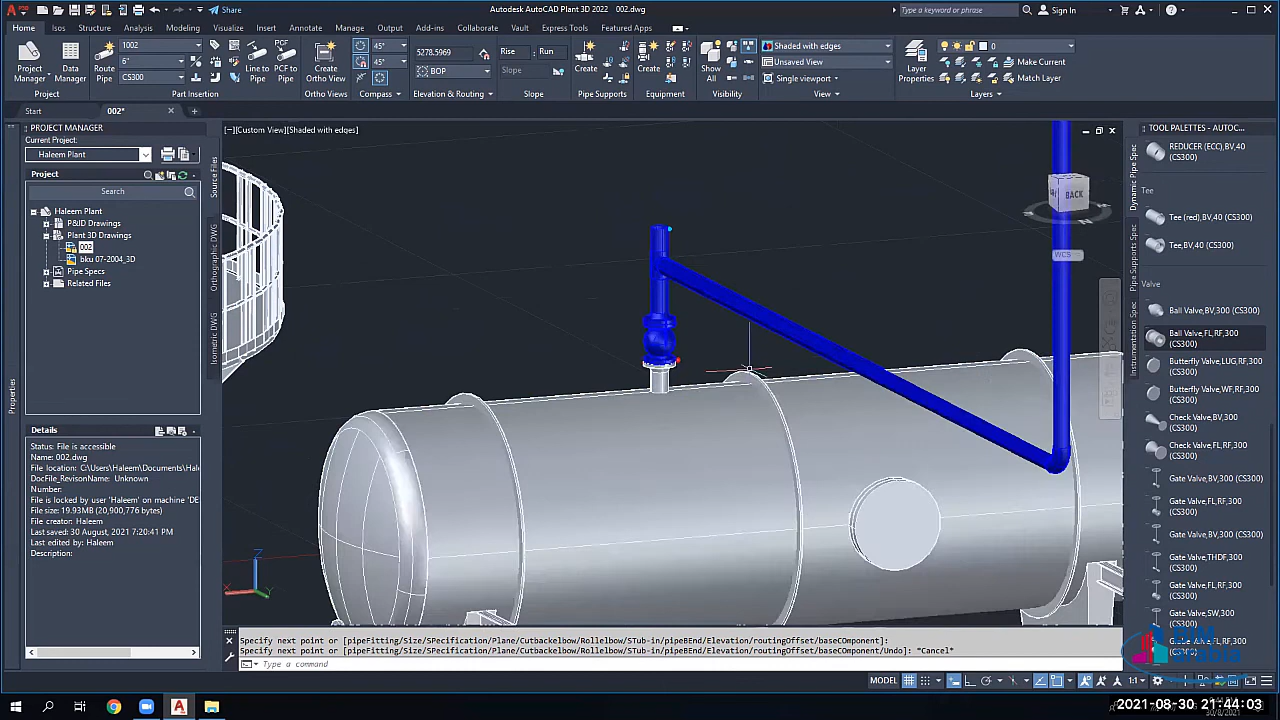 Share
Autodesk AutoCAD Plant 3D 2022 002.dwg
Type a keyword or phrase
Sign In
Home
Iso
Structure
Analysis
Modeling
Insert
Annotate
Manage
Output
Add-ins
Collaborate
Vault
Express Tools
Featured Apps
Project Manager
Data Manager
Route Pipe
1002
6"
CS300
Line to Pipe
PCF to Pipe
Create Ortho View
45°
45°
5278.5969
BOP
Rise
Run
Slope
Create
Create
Show All
Shaded with edges
Unsaved View
Single viewport
Layer Properties
0
Make Current
Match Layer
Project
Part Insertion
Ortho Views
Compass
Elevation & Routing
Slope
Pipe Supports
Equipment
Visibility
View
Layers
Start
002*
PROJECT MANAGER
Current Project:
Haleem Plant
Project
Search
Haleem Plant
P&ID Drawings
Plant 3D Drawings
002
bku 07-2004_3D
Pipe Specs
Related Files
Source Files
Orthographic DWG
Isometric DWG
Properties
Details
Status: File is accessible
Name: 002.dwg
File location: C:\Users\Haleem\Documents\Hale
DocFile_RevisonName: Unknown
Number:
File is locked by user 'Haleem' on machine 'DE
File size: 19.93MB (20,900,776 bytes)
File creator: Haleem
Last saved: 30 August, 2021 7:20:41 PM
Last edited by: Haleem
Description:
[−][Custom View][Shaded with edges]
BACK
WCS
Z
X
Y
TOOL PALETTES - AUTOC...
REDUCER (ECC),BV,40 (CS300)
Tee
Tee (red),BV,40 (CS300)
Tee,BV,40 (CS300)
Valve
Ball Valve,BV,300 (CS300)
Ball Valve,FL,RF,300 (CS300)
Butterfly Valve,LUG,RF,300 (CS300)
Butterfly Valve,WF,RF,300 (CS300)
Check Valve,BV,300 (CS300)
Check Valve,FL,RF,300 (CS300)
Gate Valve,BV,300 (CS300)
Gate Valve,FL,RF,300 (CS300)
Gate Valve,BV,300 (CS300)
Gate Valve,THDF,300 (CS300)
Gate Valve,FL,RF,300 (CS300)
Gate Valve,SW,300 (CS300)
Dynamic Pipe Spec
Pipe Supports Spec
Instrumentation Spec
Specify next point or [pipeFitting/Size/SPecification/Plane/Cutbackelbow/Rollelbow/STub-in/pipeBEnd/Elevation/routingOffset/baseCOmponent]:
Specify next point or [pipeFitting/Size/SPecification/Plane/Cutbackelbow/Rollelbow/STub-in/pipeBEnd/Elevation/routingOffset/baseCOmponent/Undo]: *Cancel*
Type a command
MODEL
1:1
2021-08-30 21:44:03